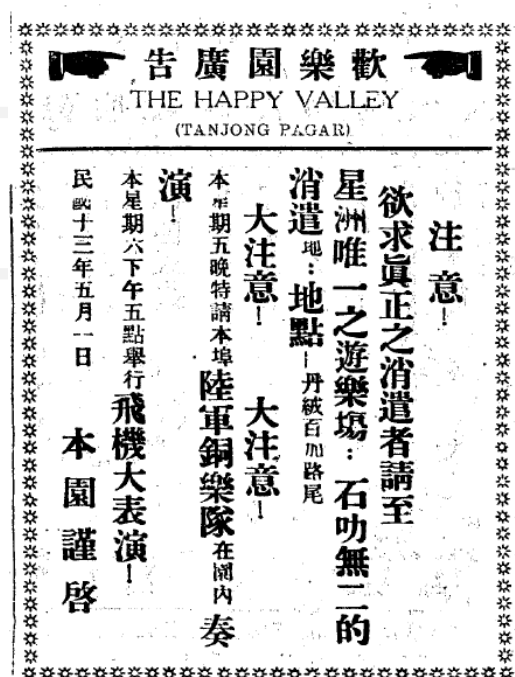 告廣園樂歡
THE HAPPY VALLEY
(TANJONG PAGAR)
注意！
欲求眞正之消遣者請至
星洲唯一之遊樂塲：石叻無二的
消遣地：地點—丹絨百加路尾
大注意！大注意！
本星期五晚特請本埠陸軍銅樂隊在園內奏
演！
本星期六下午五點舉行飛機大表演！
民國十三年五月一日 本園謹啓